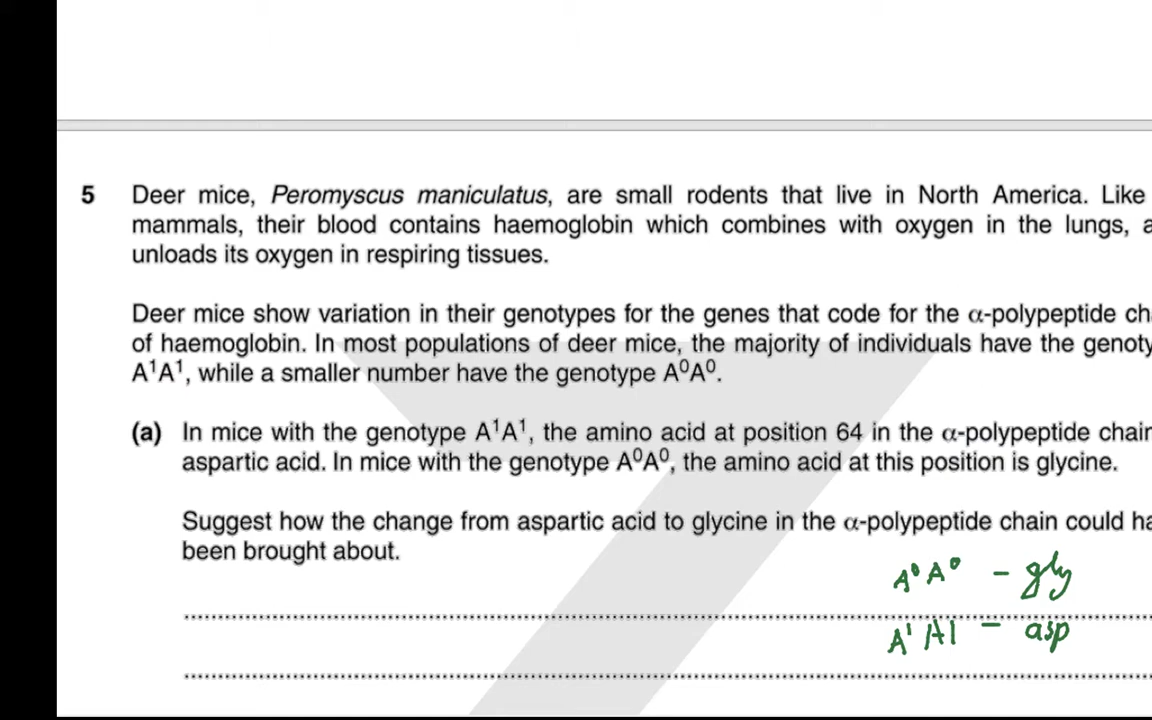 5 Deer mice, Peromyscus maniculatus, are small rodents that live in North America. Like
mammals, their blood contains haemoglobin which combines with oxygen in the lungs,
unloads its oxygen in respiring tissues.
Deer mice show variation in their genotypes for the genes that code for the α-polypeptide
of haemoglobin. In most populations of deer mice, the majority of individuals have the
A¹A¹, while a smaller number have the genotype A⁰A⁰.
(a) In mice with the genotype A¹A¹, the amino acid at position 64 in the α-polypeptide chain
aspartic acid. In mice with the genotype A⁰A⁰, the amino acid at this position is glycine.
Suggest how the change from aspartic acid to glycine in the α-polypeptide chain could
been brought about.
A⁰A⁰ – gly
A¹A1 – asp